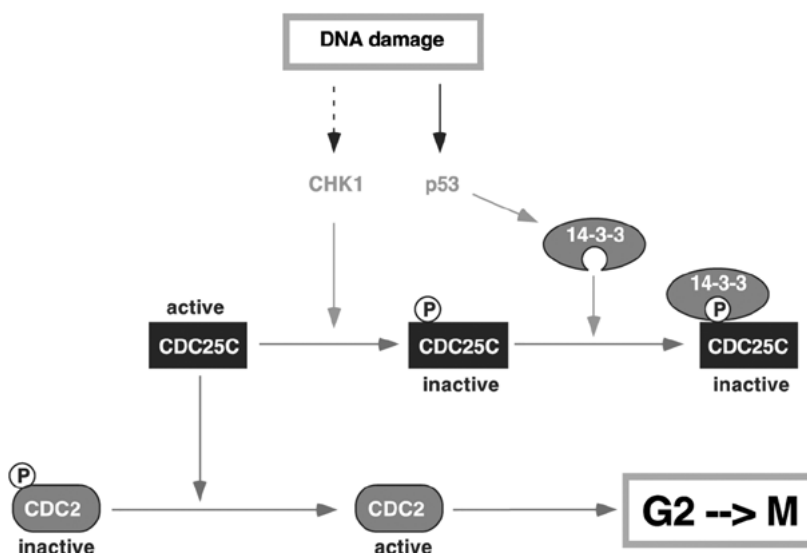 DNA damage
CHK1
p53
14-3-3
14-3-3
active
P
P
CDC25C
CDC25C
CDC25C
inactive
inactive
P
CDC2
CDC2
G2 --> M
inactive
active